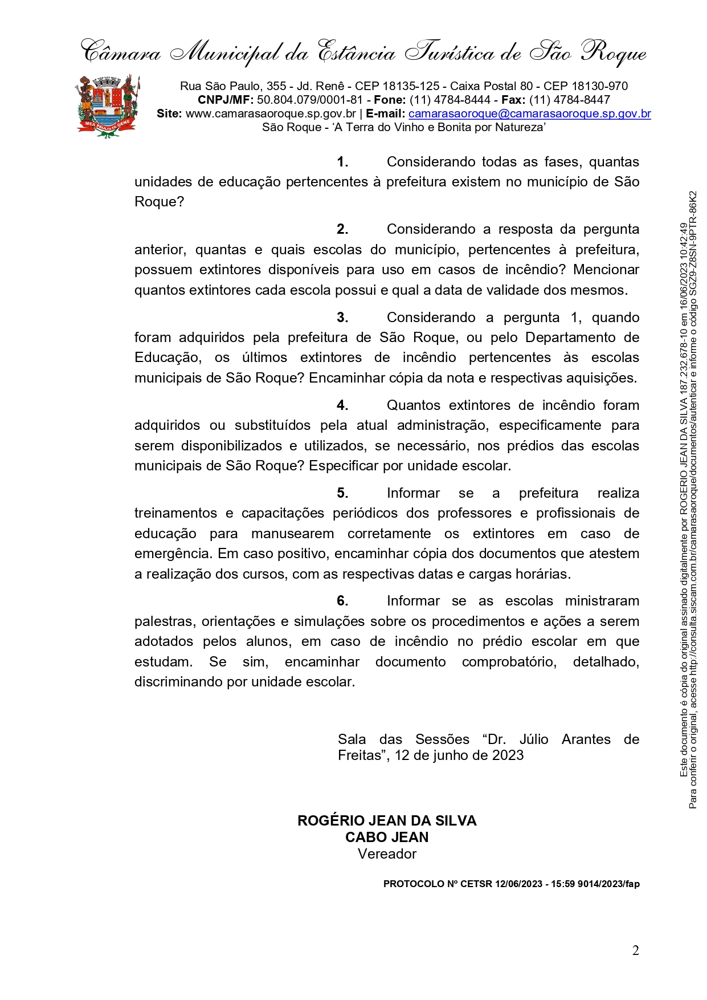 Câmara Municipal da Estância Turística de São Roque
Rua São Paulo, 355 - Jd. Renê - CEP 18135-125 - Caixa Postal 80 - CEP 18130-970
CNPJ/MF: 50.804.079/0001-81 - Fone: (11) 4784-8444 - Fax: (11) 4784-8447
Site: www.camarasaoroque.sp.gov.br | E-mail: camarasaoroque@camarasaoroque.sp.gov.br
São Roque - ‘A Terra do Vinho e Bonita por Natureza’
MEA PAULISTA GENS
1. Considerando todas as fases, quantas
unidades de educação pertencentes à prefeitura existem no município de São
Roque?
2. Considerando a resposta da pergunta
anterior, quantas e quais escolas do município, pertencentes à prefeitura,
possuem extintores disponíveis para uso em casos de incêndio? Mencionar
quantos extintores cada escola possui e qual a data de validade dos mesmos.
3. Considerando a pergunta 1, quando
foram adquiridos pela prefeitura de São Roque, ou pelo Departamento de
Educação, os últimos extintores de incêndio pertencentes às escolas
municipais de São Roque? Encaminhar cópia da nota e respectivas aquisições.
4. Quantos extintores de incêndio foram
adquiridos ou substituídos pela atual administração, especificamente para
serem disponibilizados e utilizados, se necessário, nos prédios das escolas
municipais de São Roque? Especificar por unidade escolar.
5. Informar se a prefeitura realiza
treinamentos e capacitações periódicos dos professores e profissionais de
educação para manusearem corretamente os extintores em caso de
emergência. Em caso positivo, encaminhar cópia dos documentos que atestem
a realização dos cursos, com as respectivas datas e cargas horárias.
6. Informar se as escolas ministraram
palestras, orientações e simulações sobre os procedimentos e ações a serem
adotados pelos alunos, em caso de incêndio no prédio escolar em que
estudam. Se sim, encaminhar documento comprobatório, detalhado,
discriminando por unidade escolar.
Sala das Sessões “Dr. Júlio Arantes de
Freitas”, 12 de junho de 2023
ROGÉRIO JEAN DA SILVA
CABO JEAN
Vereador
PROTOCOLO Nº CETSR 12/06/2023 - 15:59 9014/2023/fap
2
Este documento é cópia do original assinado digitalmente por ROGERIO JEAN DA SILVA 187.232.678-10 em 16/06/2023 10:42:49
Para conferir o original, acesse http://consulta.siscam.com.br/camarasaoroque/documentos/autenticar e informe o código SGZ9-Z8SN-9PTR-86K2